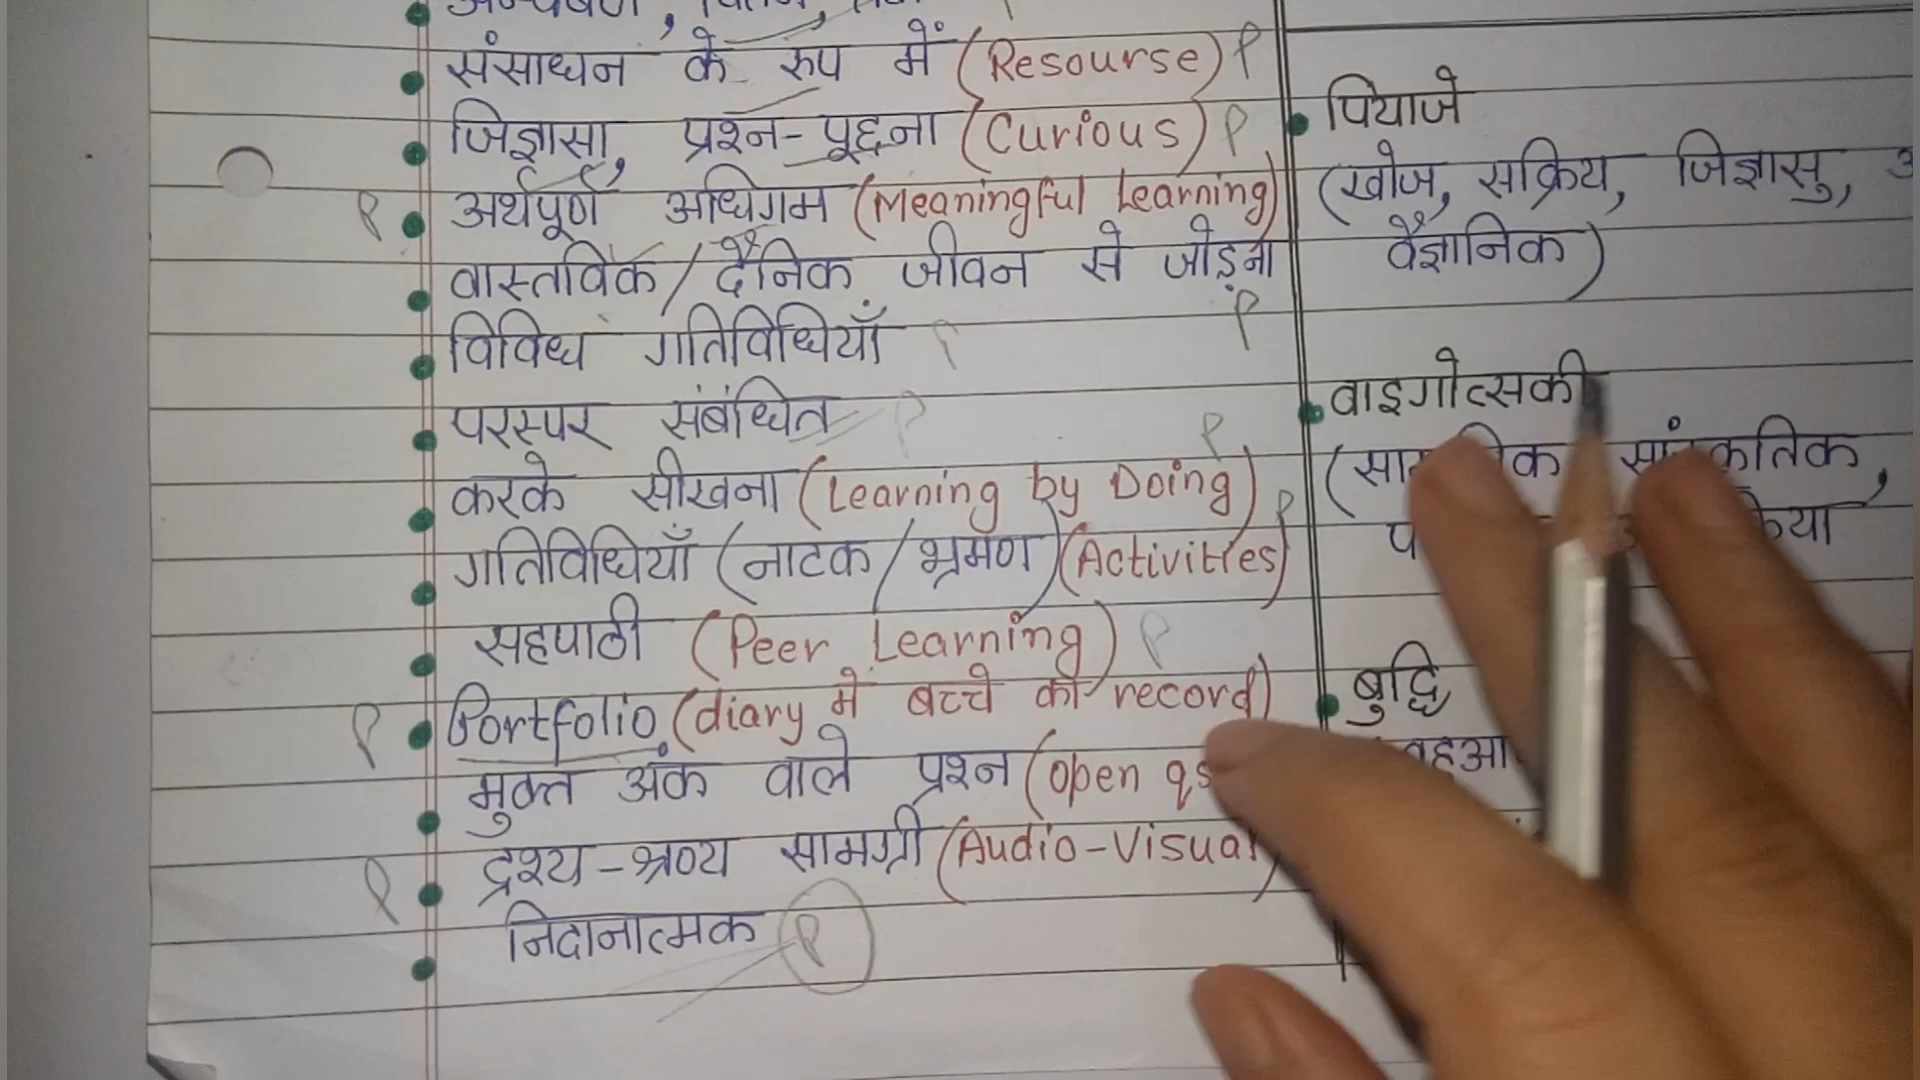 संसाधन के रुप में (Resourse) P
जिज्ञासा, प्रश्न-पूछना (Curious) P
P अर्थपूर्ण अधिगम (Meaningful Learning)
वास्तविक / दैनिक जीवन से जोड़ना P
विविध गतिविधियाँ P
परस्पर संबंधित P
करके सीखना (Learning by Doing) P
गतिविधियाँ (नाटक / भ्रमण) (Activities) P
सहपाठी (Peer Learning) P
P Portfolio (diary में बच्चे का record)
मुक्त अंक वाले प्रश्न (open qs
P द्रश्य-श्रव्य सामग्री (Audio-Visual)
निदानात्मक P
पियाजे
(खोज, सक्रिय, जिज्ञासु,
वैज्ञानिक)
वाइगोत्सकी
बुद्धि